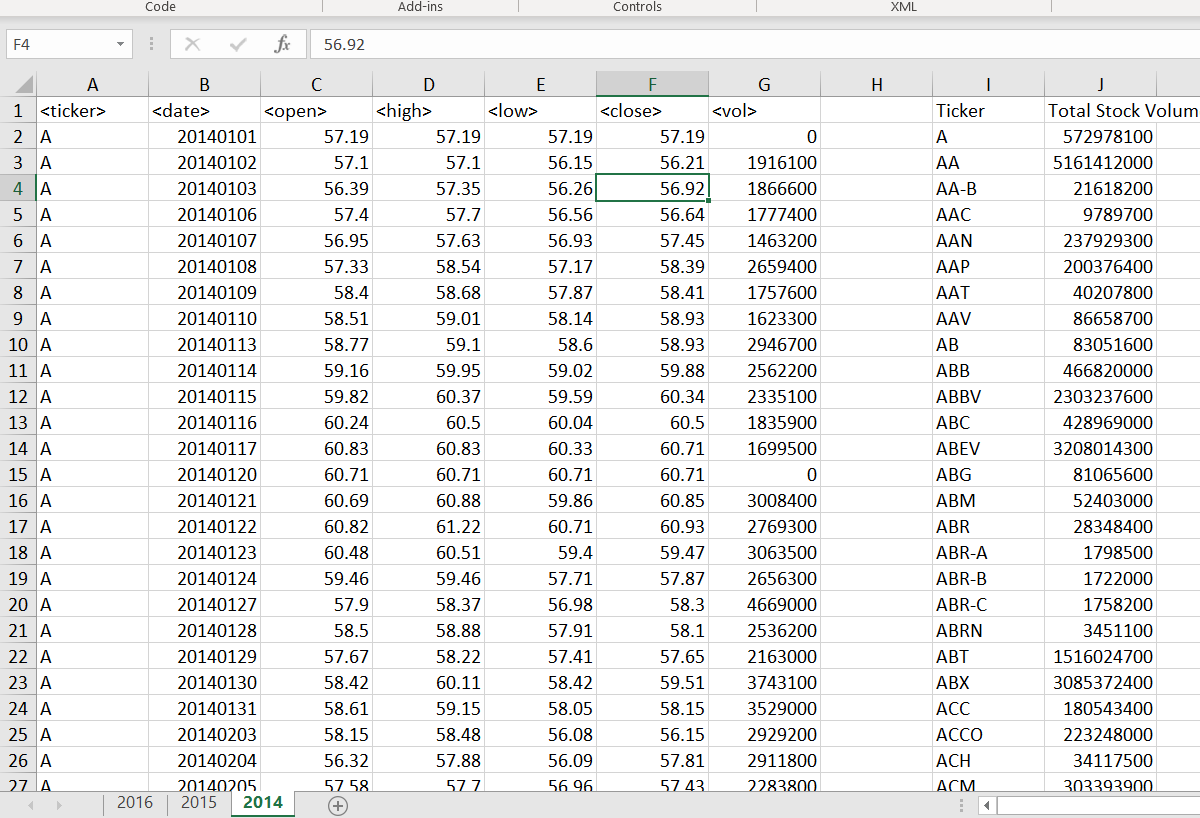 Code Add-ins Controls XML
F4 fx 56.92
A B C D E F G H I J
1 <ticker> <date> <open> <high> <low> <close> <vol> Ticker Total Stock Volum
2 A 20140101 57.19 57.19 57.19 57.19 0 A 572978100
3 A 20140102 57.1 57.1 56.15 56.21 1916100 AA 5161412000
4 A 20140103 56.39 57.35 56.26 56.92 1866600 AA-B 21618200
5 A 20140106 57.4 57.7 56.56 56.64 1777400 AAC 9789700
6 A 20140107 56.95 57.63 56.93 57.45 1463200 AAN 237929300
7 A 20140108 57.33 58.54 57.17 58.39 2659400 AAP 200376400
8 A 20140109 58.4 58.68 57.87 58.41 1757600 AAT 40207800
9 A 20140110 58.51 59.01 58.14 58.93 1623300 AAV 86658700
10 A 20140113 58.77 59.1 58.6 58.93 2946700 AB 83051600
11 A 20140114 59.16 59.95 59.02 59.88 2562200 ABB 466820000
12 A 20140115 59.82 60.37 59.59 60.34 2335100 ABBV 2303237600
13 A 20140116 60.24 60.5 60.04 60.5 1835900 ABC 428969000
14 A 20140117 60.83 60.83 60.33 60.71 1699500 ABEV 3208014300
15 A 20140120 60.71 60.71 60.71 60.71 0 ABG 81065600
16 A 20140121 60.69 60.88 59.86 60.85 3008400 ABM 52403000
17 A 20140122 60.82 61.22 60.71 60.93 2769300 ABR 28348400
18 A 20140123 60.48 60.51 59.4 59.47 3063500 ABR-A 1798500
19 A 20140124 59.46 59.46 57.71 57.87 2656300 ABR-B 1722000
20 A 20140127 57.9 58.37 56.98 58.3 4669000 ABR-C 1758200
21 A 20140128 58.5 58.88 57.91 58.1 2536200 ABRN 3451100
22 A 20140129 57.67 58.22 57.41 57.65 2163000 ABT 1516024700
23 A 20140130 58.42 60.11 58.42 59.51 3743100 ABX 3085372400
24 A 20140131 58.61 59.15 58.05 58.15 3529000 ACC 180543400
25 A 20140203 58.15 58.48 56.08 56.15 2929200 ACCO 223248000
26 A 20140204 56.32 57.88 56.09 57.81 2911800 ACH 34117500
27 A 20140205 57.58 57.7 56.96 57.43 2283800 ACM 303393900
2016 2015 2014